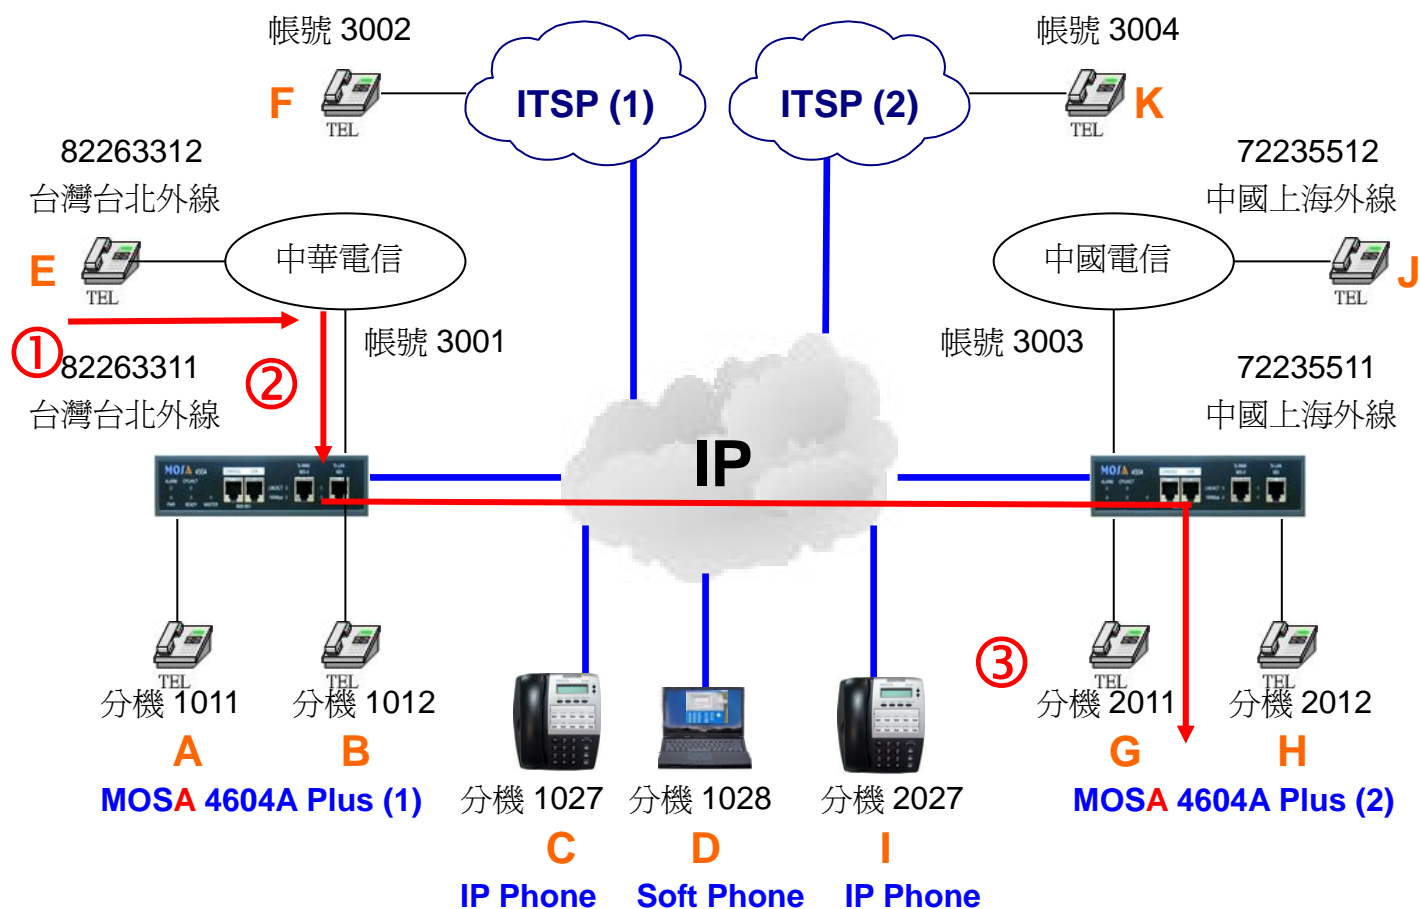 帳號 3002
帳號 3004
F
TEL
ITSP (1)
ITSP (2)
TEL
K
82263312
台灣台北外線
72235512
中國上海外線
E
TEL
中華電信
中國電信
TEL
J
①
帳號 3001
帳號 3003
82263311
台灣台北外線
②
72235511
中國上海外線
IP
MOSA 4504
MOSA 4504
③
TEL
分機 1011
TEL
分機 1012
TEL
分機 2011
TEL
分機 2012
A
B
G
H
MOSA 4604A Plus (1)
分機 1027
分機 1028
分機 2027
MOSA 4604A Plus (2)
C
D
I
IP Phone
Soft Phone
IP Phone